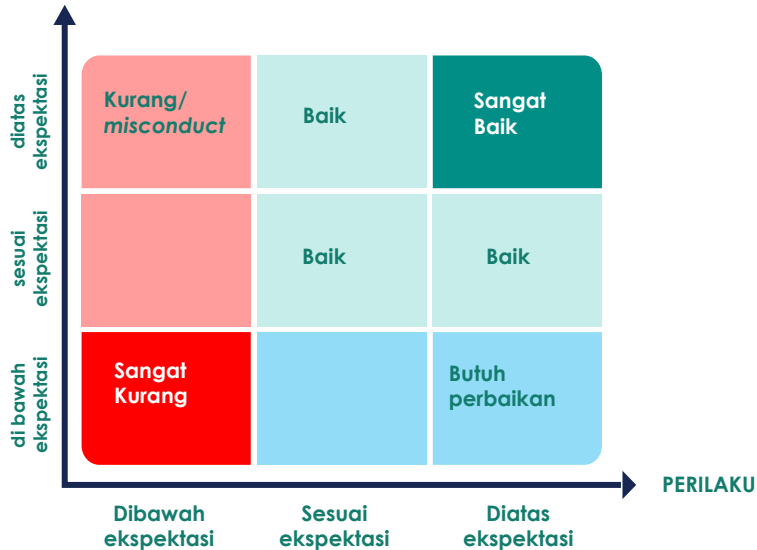 diatas
ekspektasi
Kurang/
misconduct
Baik
Sangat
Baik
sesuai
ekspektasi
Baik
Baik
di bawah
ekspektasi
Sangat
Kurang
Butuh
perbaikan
PERILAKU
Dibawah
ekspektasi
Sesuai
ekspektasi
Diatas
ekspektasi